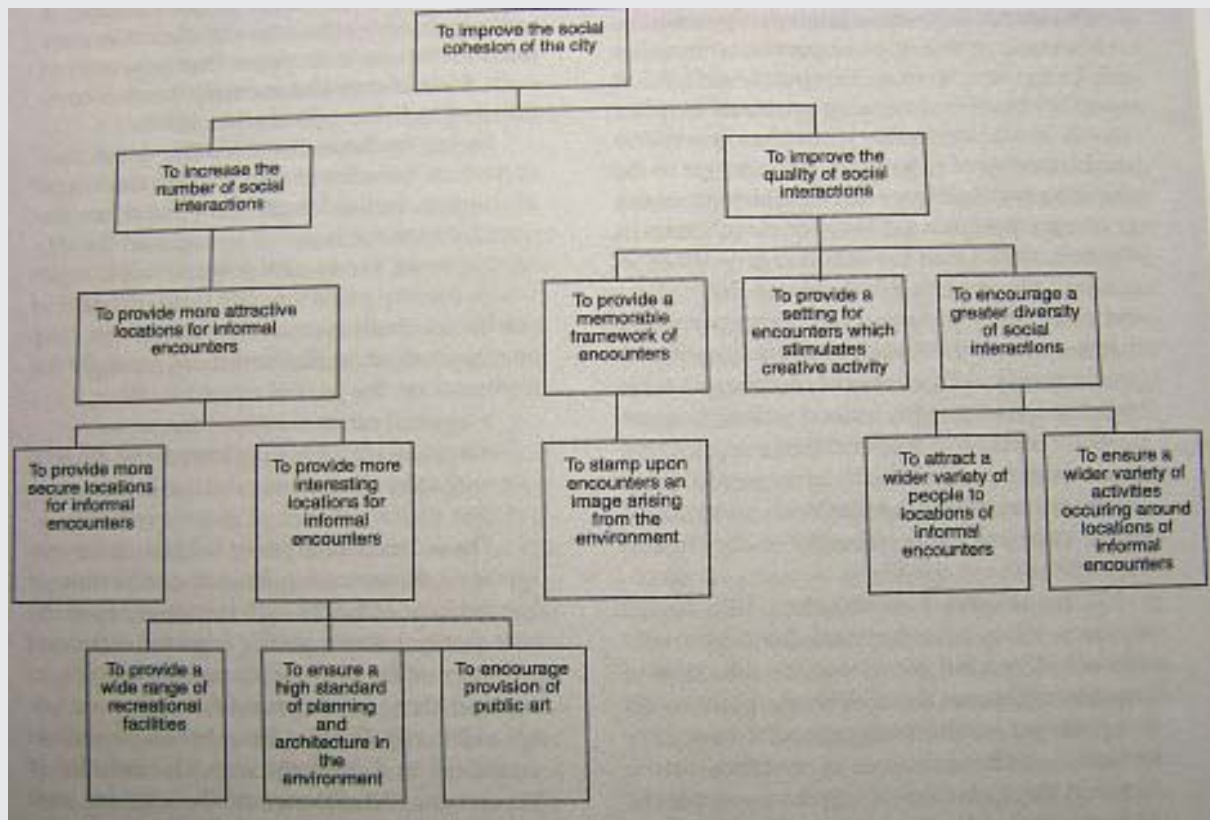 To improve the social
cohesion of the city
To increase the
number of social
interactions
To improve the
quality of social
interactions
To provide more attractive
locations for informal
encounters
To provide a
memorable
framework of
encounters
To provide a
setting for
encounters which
stimulates
creative activity
To encourage a
greater diversity
of social
interactions
To provide more
secure locations
for informal
encounters
To provide more
interesting
locations for
informal
encounters
To stamp upon
encounters an
image arising
from the
environment
To attract a
wider variety of
people to
locations of
informal
encounters
To ensure a
wider variety of
activities
occuring around
locations of
informal
encounters
To provide a
wide range of
recreational
facilities
To ensure a
high standard
of planning
and
architecture in
the
environment
To encourage
provision of
public art